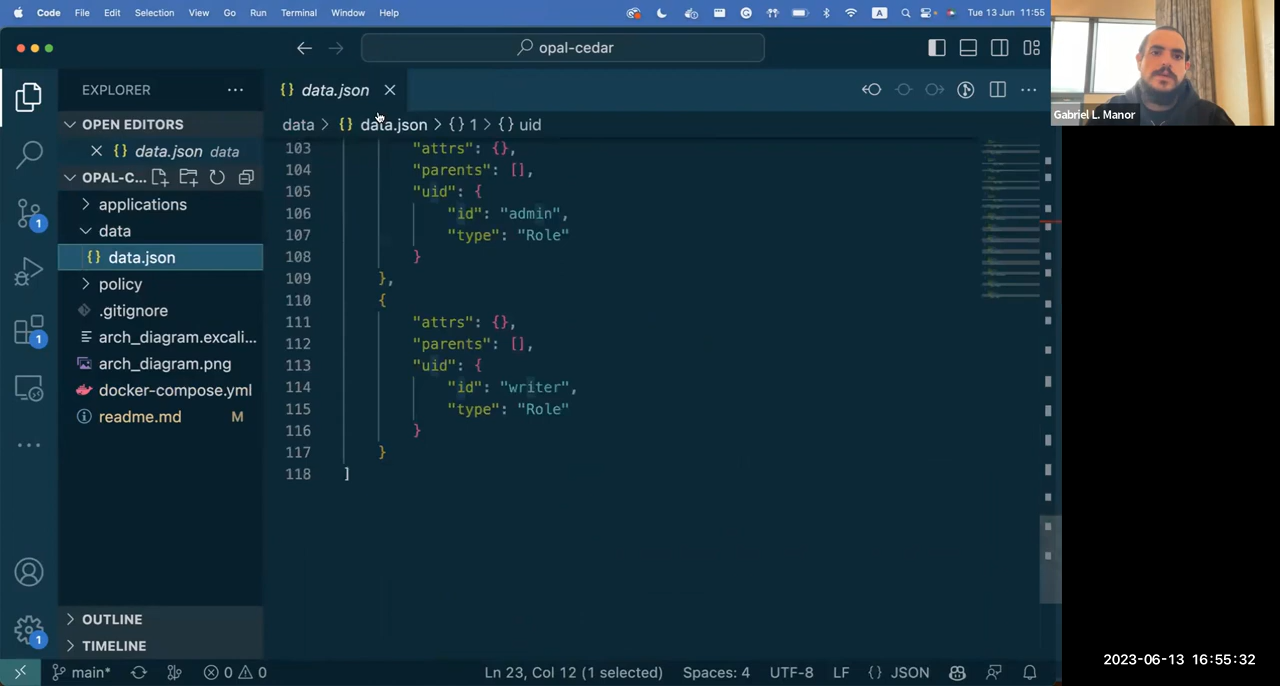 Code File Edit Selection View Go Run Terminal Window Help A Tue 13 Jun 11:55
opal-cedar
EXPLORER
OPEN EDITORS
data.json data
OPAL-C...
applications
data
{} data.json
policy
.gitignore
arch_diagram.excali...
arch_diagram.png
docker-compose.yml
readme.md M
OUTLINE
TIMELINE
1
1
1
{} data.json
data > {} data.json > {} 1 > {} uid
103 "attrs": {},
104 "parents": [],
105 "uid": {
106 "id": "admin",
107 "type": "Role"
108 }
109 },
110 {
111 "attrs": {},
112 "parents": [],
113 "uid": {
114 "id": "writer",
115 "type": "Role"
116 }
117 }
118 ]
main* 0 0 Ln 23, Col 12 (1 selected) Spaces: 4 UTF-8 LF {} JSON
Gabriel L. Manor
2023-06-13 16:55:32